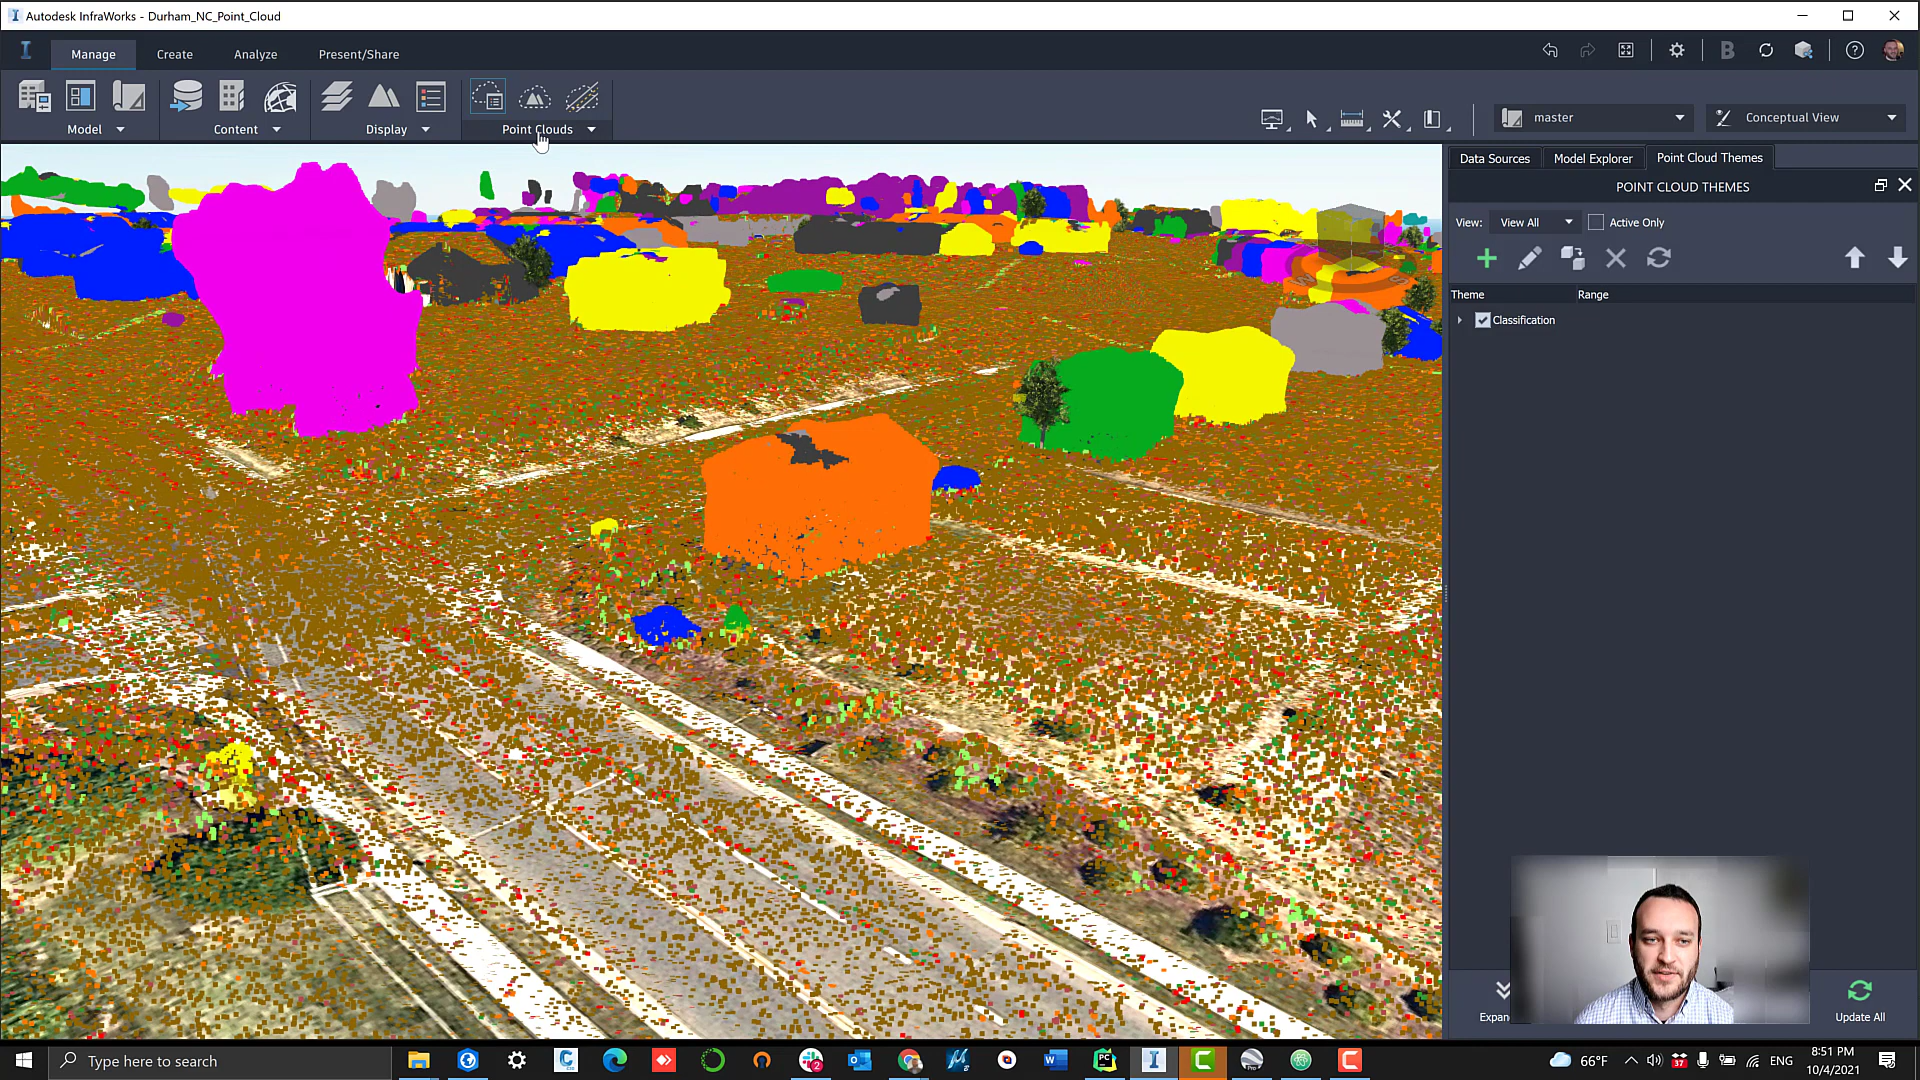 Autodesk InfraWorks - Durham_NC_Point_Cloud
Manage
Create
Analyze
Present/Share
Model
Content
Display
Point Clouds
master
Conceptual View
Data Sources
Model Explorer
Point Cloud Themes
POINT CLOUD THEMES
View:
View All
Active Only
Theme
Range
Classification
Expan
Update All
Type here to search
66°F
ENG
8:51 PM
10/4/2021